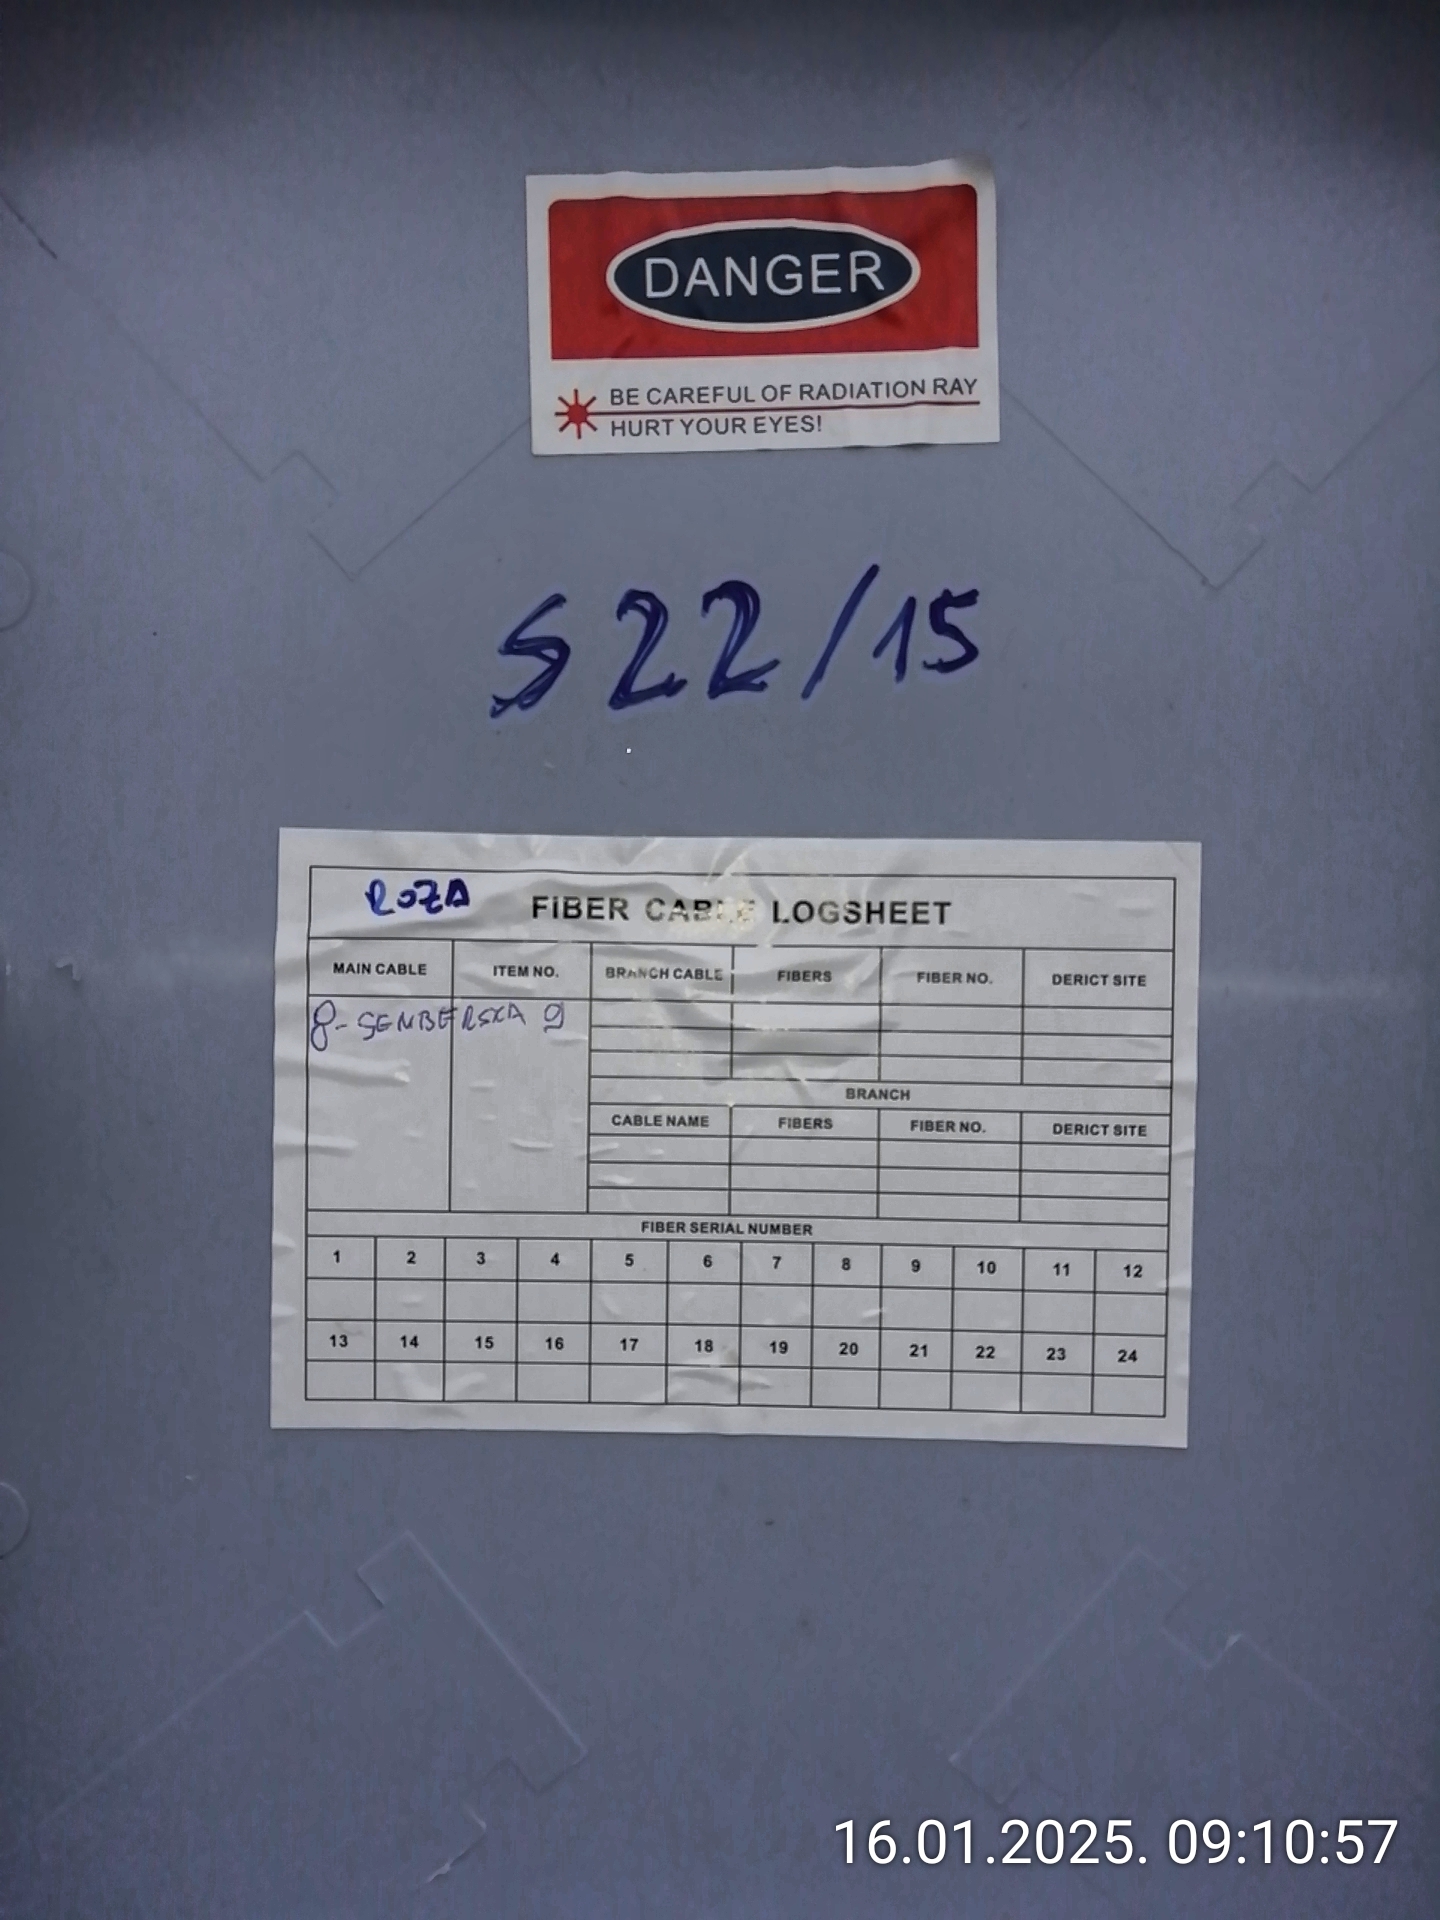 DANGER
BE CAREFUL OF RADIATION RAY
HURT YOUR EYES!
S22/15
ROZA FIBER CABLE LOGSHEET
MAIN CABLE ITEM NO. BRANCH CABLE FIBERS FIBER NO. DERICT SITE
8- SEMBERSKA 9
BRANCH
CABLE NAME FIBERS FIBER NO. DERICT SITE
FIBER SERIAL NUMBER
1 2 3 4 5 6 7 8 9 10 11 12
13 14 15 16 17 18 19 20 21 22 23 24
16.01.2025. 09:10:57